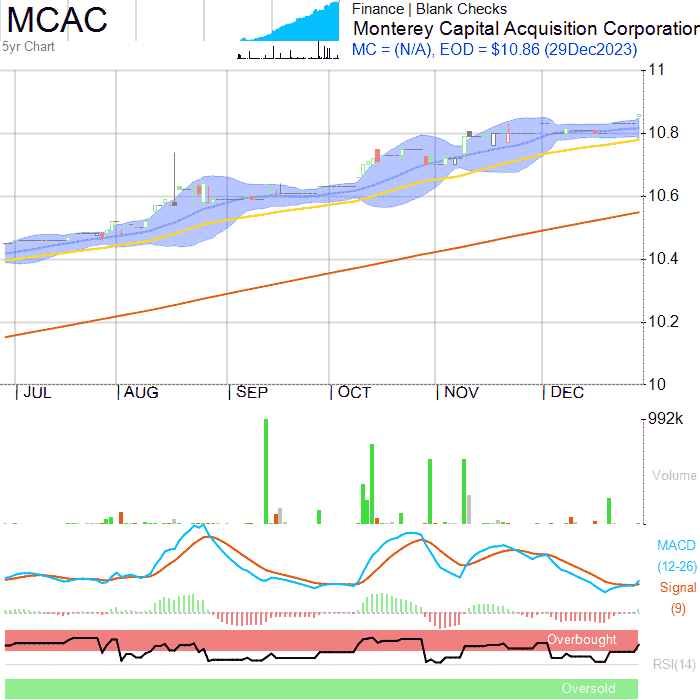 MCAC
5yr Chart
Finance | Blank Checks
Monterey Capital Acquisition Corporation
MC = (N/A), EOD = $10.86 (29Dec2023)
11
10.8
10.6
10.4
10.2
10
JUL AUG SEP OCT NOV DEC
992k
Volume
MACD
(12-26)
Signal
(9)
Overbought
RSI(14)
Oversold